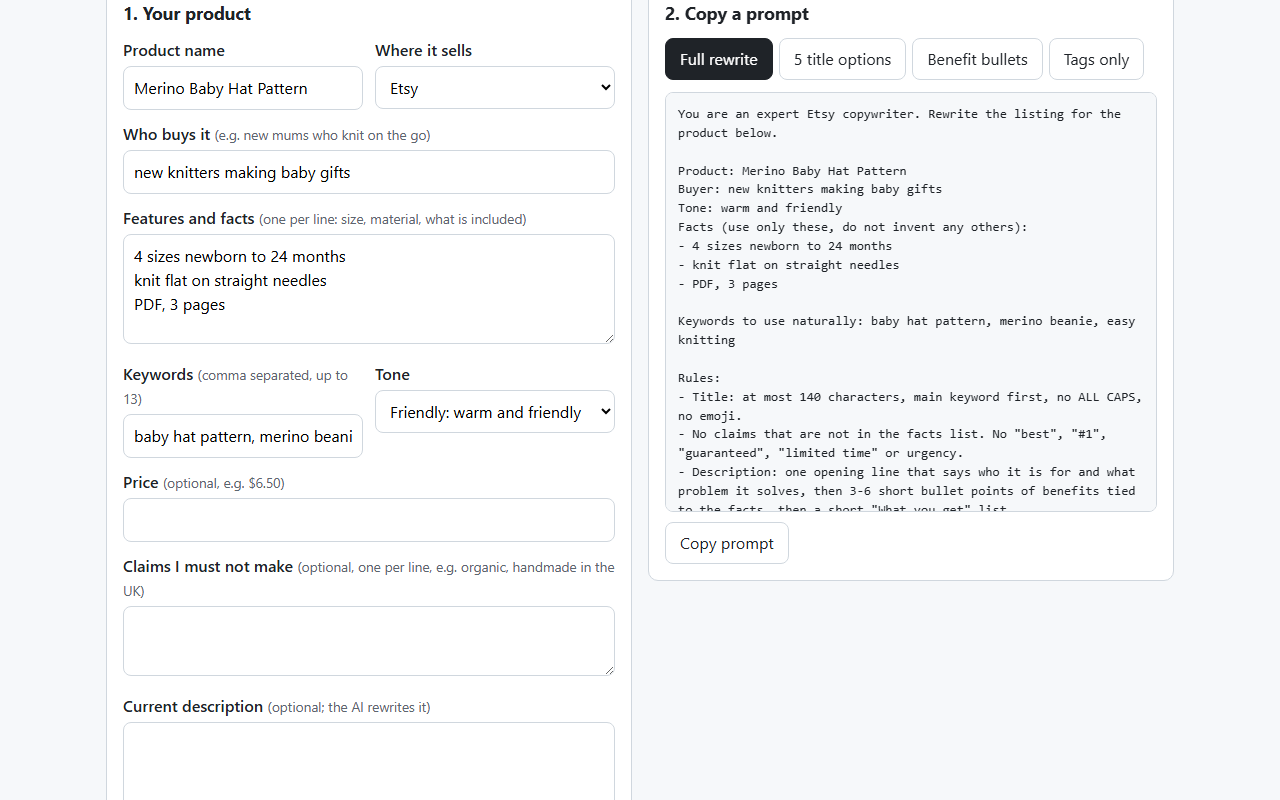 1. Your product
Product name
Where it sells
Merino Baby Hat Pattern
Etsy
Who buys it (e.g. new mums who knit on the go)
new knitters making baby gifts
Features and facts (one per line: size, material, what is included)
4 sizes newborn to 24 months
knit flat on straight needles
PDF, 3 pages
Keywords (comma separated, up to
13)
Tone
baby hat pattern, merino beani
Friendly: warm and friendly
Price (optional, e.g. $6.50)
Claims I must not make (optional, one per line, e.g. organic, handmade in the
UK)
Current description (optional; the AI rewrites it)
2. Copy a prompt
Full rewrite
5 title options
Benefit bullets
Tags only
You are an expert Etsy copywriter. Rewrite the listing for the
product below.
Product: Merino Baby Hat Pattern
Buyer: new knitters making baby gifts
Tone: warm and friendly
Facts (use only these, do not invent any others):
- 4 sizes newborn to 24 months
- knit flat on straight needles
- PDF, 3 pages
Keywords to use naturally: baby hat pattern, merino beanie, easy
knitting
Rules:
- Title: at most 140 characters, main keyword first, no ALL CAPS,
no emoji.
- No claims that are not in the facts list. No "best", "#1",
"guaranteed", "limited time" or urgency.
- Description: one opening line that says who it is for and what
problem it solves, then 3-6 short bullet points of benefits tied
to the facts, then a short "What you get" list.
Copy prompt